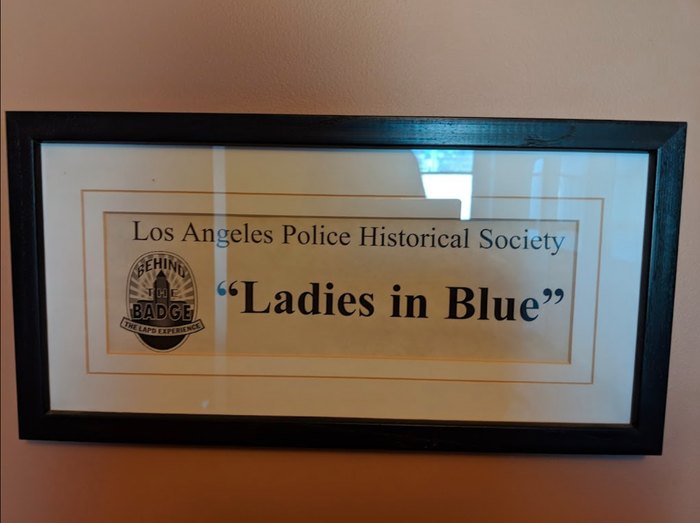 Los Angeles Police Historical Society
BEHIND
THE
BADGE
THE LAPD EXPERIENCE
“Ladies in Blue”